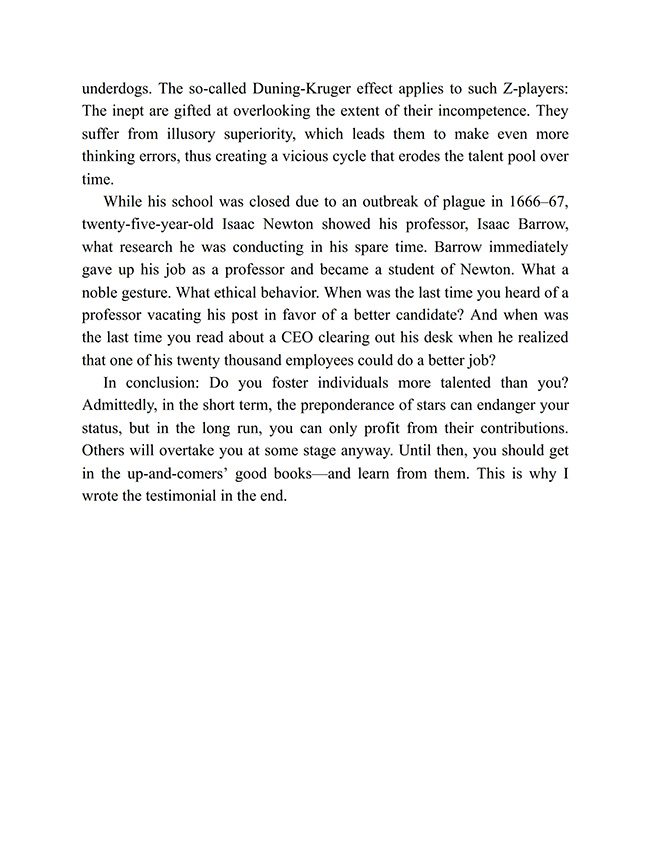 underdogs. The so-called Duning-Kruger effect applies to such Z-players:
The inept are gifted at overlooking the extent of their incompetence. They
suffer from illusory superiority, which leads them to make even more
thinking errors, thus creating a vicious cycle that erodes the talent pool over
time.
While his school was closed due to an outbreak of plague in 1666–67,
twenty-five-year-old Isaac Newton showed his professor, Isaac Barrow,
what research he was conducting in his spare time. Barrow immediately
gave up his job as a professor and became a student of Newton. What a
noble gesture. What ethical behavior. When was the last time you heard of a
professor vacating his post in favor of a better candidate? And when was
the last time you read about a CEO clearing out his desk when he realized
that one of his twenty thousand employees could do a better job?
In conclusion: Do you foster individuals more talented than you?
Admittedly, in the short term, the preponderance of stars can endanger your
status, but in the long run, you can only profit from their contributions.
Others will overtake you at some stage anyway. Until then, you should get
in the up-and-comers’ good books—and learn from them. This is why I
wrote the testimonial in the end.